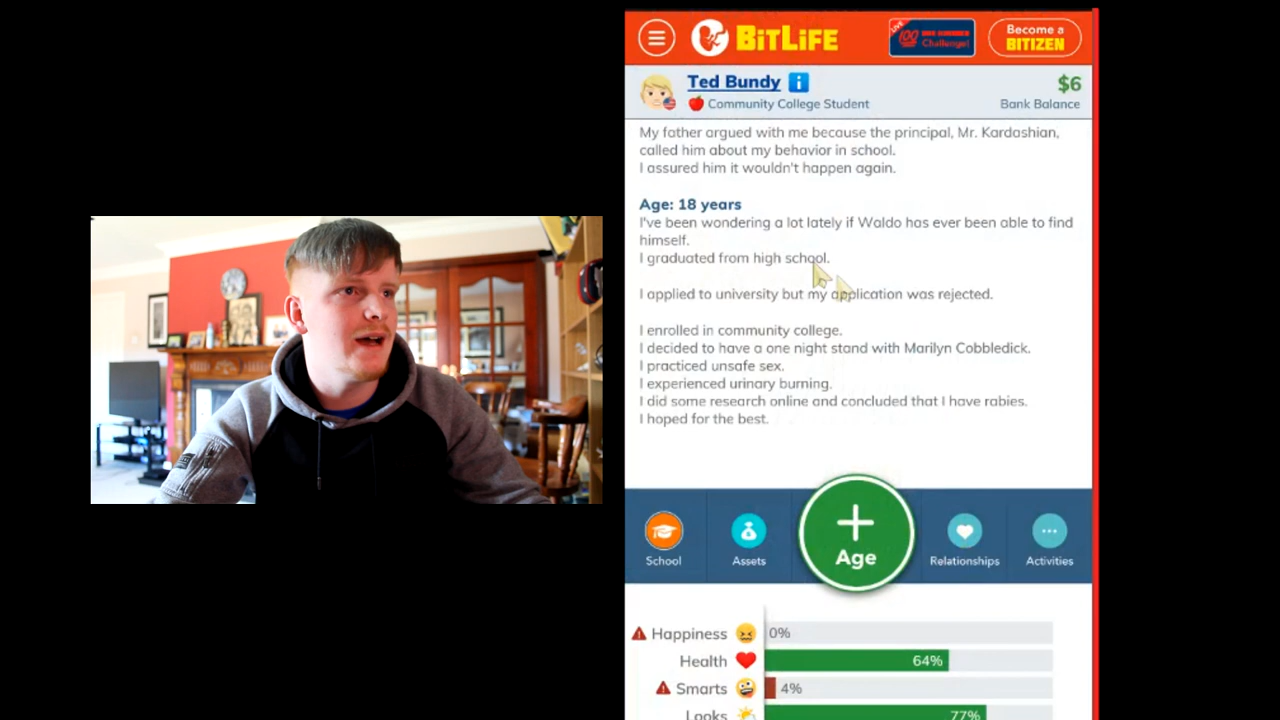 BitLife
LIVE
100
Challenge!
Become a
BITIZEN
Ted Bundy
$6
Community College Student
Bank Balance
My father argued with me because the principal, Mr. Kardashian,
called him about my behavior in school.
I assured him it wouldn't happen again.
Age: 18 years
I've been wondering a lot lately if Waldo has ever been able to find
himself.
I graduated from high school.
I applied to university but my application was rejected.
I enrolled in community college.
I decided to have a one night stand with Marilyn Cobbledick.
I practiced unsafe sex.
I experienced urinary burning.
I did some research online and concluded that I have rabies.
I hoped for the best.
School
Assets
+
Age
Relationships
Activities
Happiness 0%
Health 64%
Smarts 4%
Looks 77%